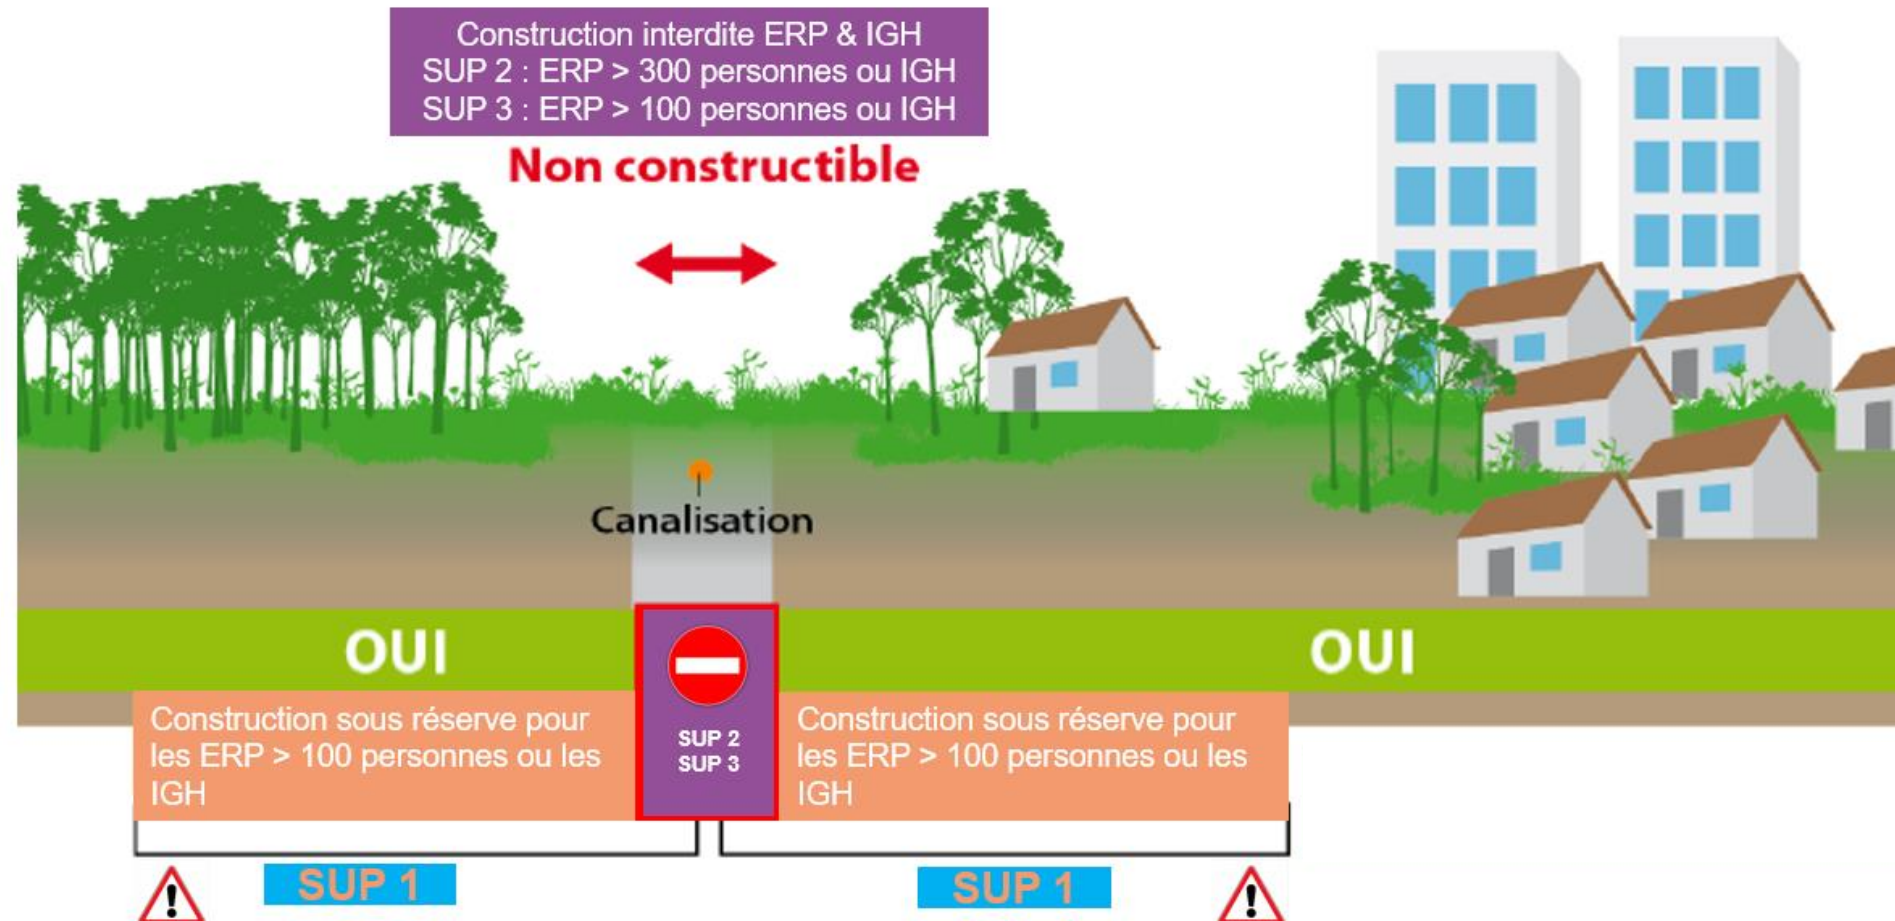 Construction interdite ERP & IGH
SUP 2 : ERP > 300 personnes ou IGH
SUP 3 : ERP > 100 personnes ou IGH
Non constructible
Canalisation
OUI
OUI
Construction sous réserve pour
les ERP > 100 personnes ou les
IGH
SUP 2
SUP 3
Construction sous réserve pour
les ERP > 100 personnes ou les
IGH
!
SUP 1
SUP 1
!